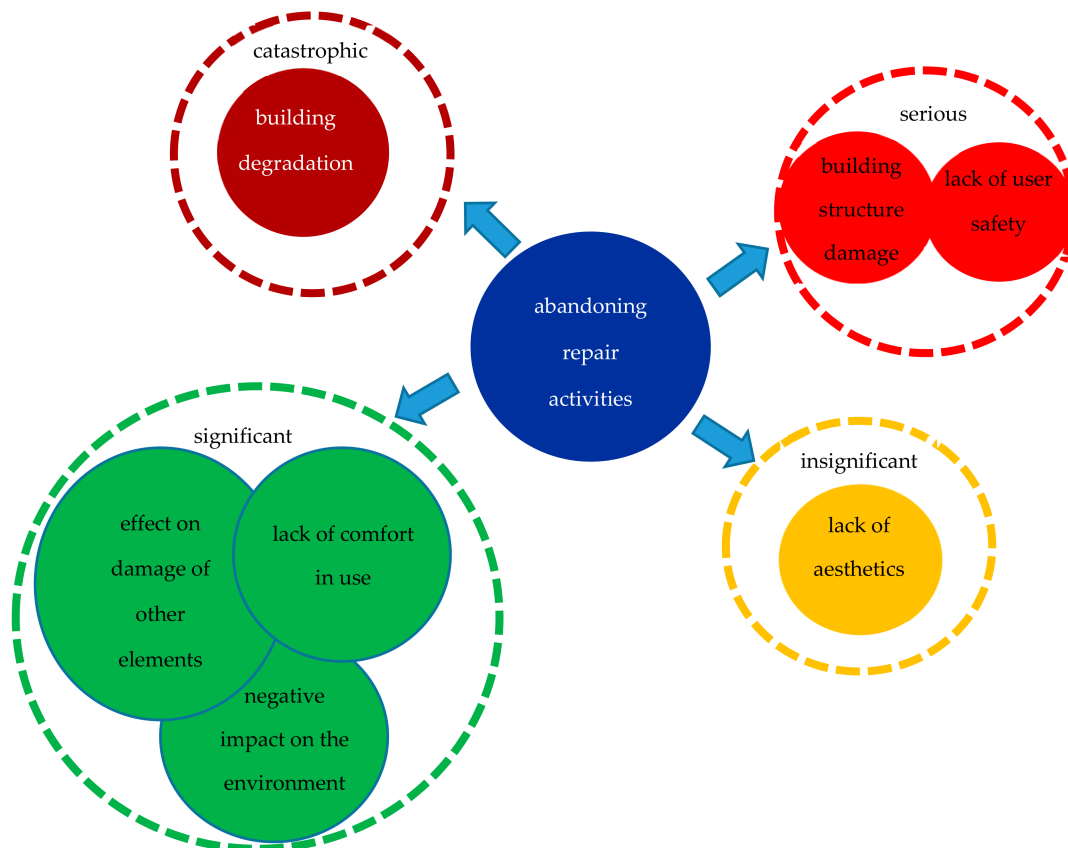 catastrophic
building
degradation
serious
building
structure
damage
lack of user
safety
abandoning
repair
activities
significant
effect on
damage of
other
elements
lack of comfort
in use
negative
impact on the
environment
insignificant
lack of
aesthetics